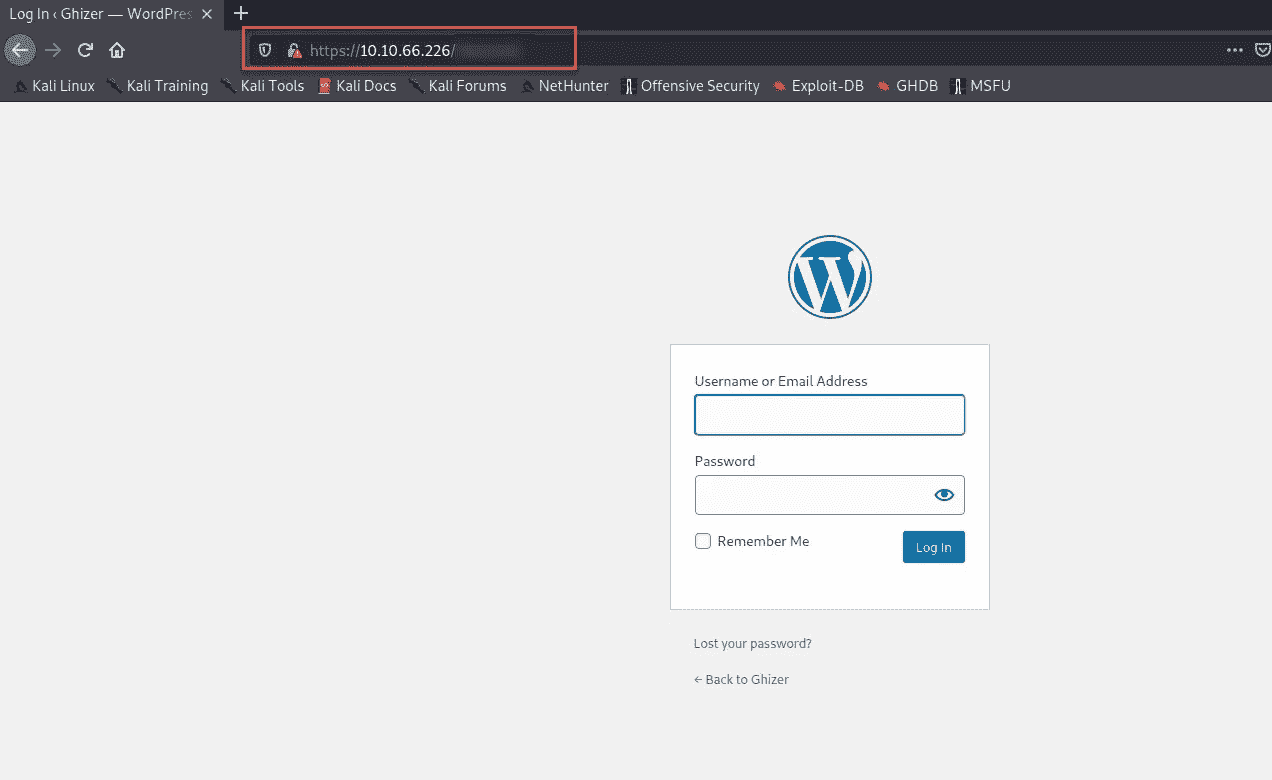 Log In ‹ Ghizer — WordPres
https://10.10.66.226/
Kali Linux Kali Training Kali Tools Kali Docs Kali Forums NetHunter Offensive Security Exploit-DB GHDB MSFU
Username or Email Address
Password
Remember Me Log In
Lost your password?
← Back to Ghizer